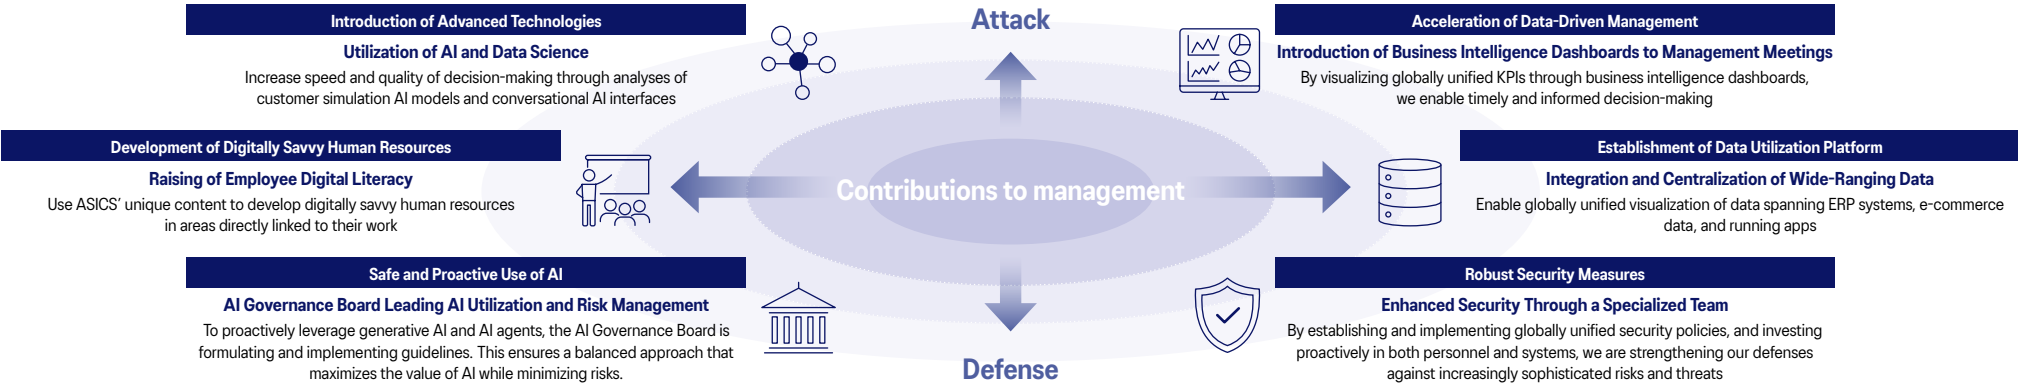 Attack
Introduction of Advanced Technologies
Utilization of AI and Data Science
Increase speed and quality of decision-making through analyses of
customer simulation AI models and conversational AI interfaces
Acceleration of Data-Driven Management
Introduction of Business Intelligence Dashboards to Management Meetings
By visualizing globally unified KPIs through business intelligence dashboards,
we enable timely and informed decision-making
Development of Digitally Savvy Human Resources
Raising of Employee Digital Literacy
Use ASICS’ unique content to develop digitally savvy human resources
in areas directly linked to their work
Contributions to management
Establishment of Data Utilization Platform
Integration and Centralization of Wide-Ranging Data
Enable globally unified visualization of data spanning ERP systems, e-commerce
data, and running apps
Safe and Proactive Use of AI
AI Governance Board Leading AI Utilization and Risk Management
To proactively leverage generative AI and AI agents, the AI Governance Board is
formulating and implementing guidelines. This ensures a balanced approach that
maximizes the value of AI while minimizing risks.
Robust Security Measures
Enhanced Security Through a Specialized Team
By establishing and implementing globally unified security policies, and investing
proactively in both personnel and systems, we are strengthening our defenses
against increasingly sophisticated risks and threats
Defense